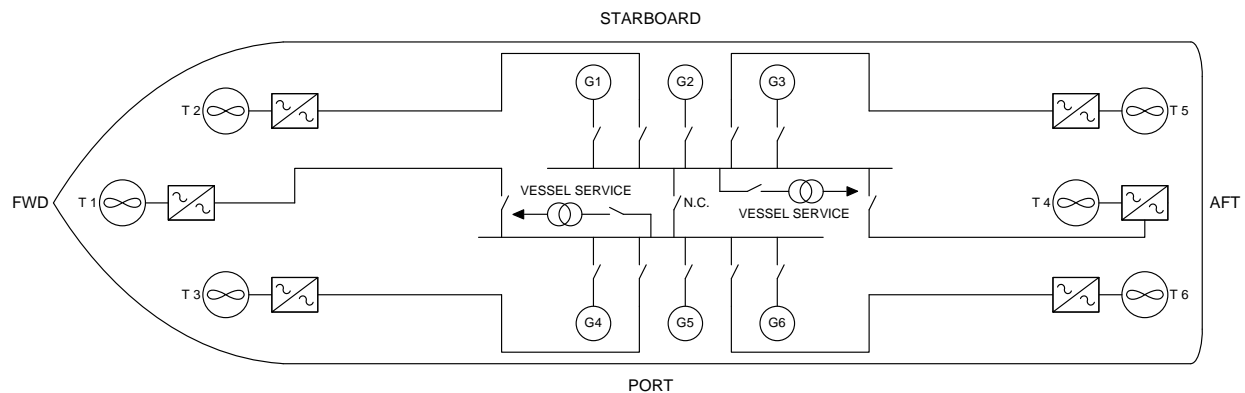 STARBOARD
G1
G2
G3
T 2
T 5
VESSEL SERVICE
N.C.
FWD
T 1
VESSEL SERVICE
T 4
AFT
T 3
T 6
G4
G5
G6
PORT